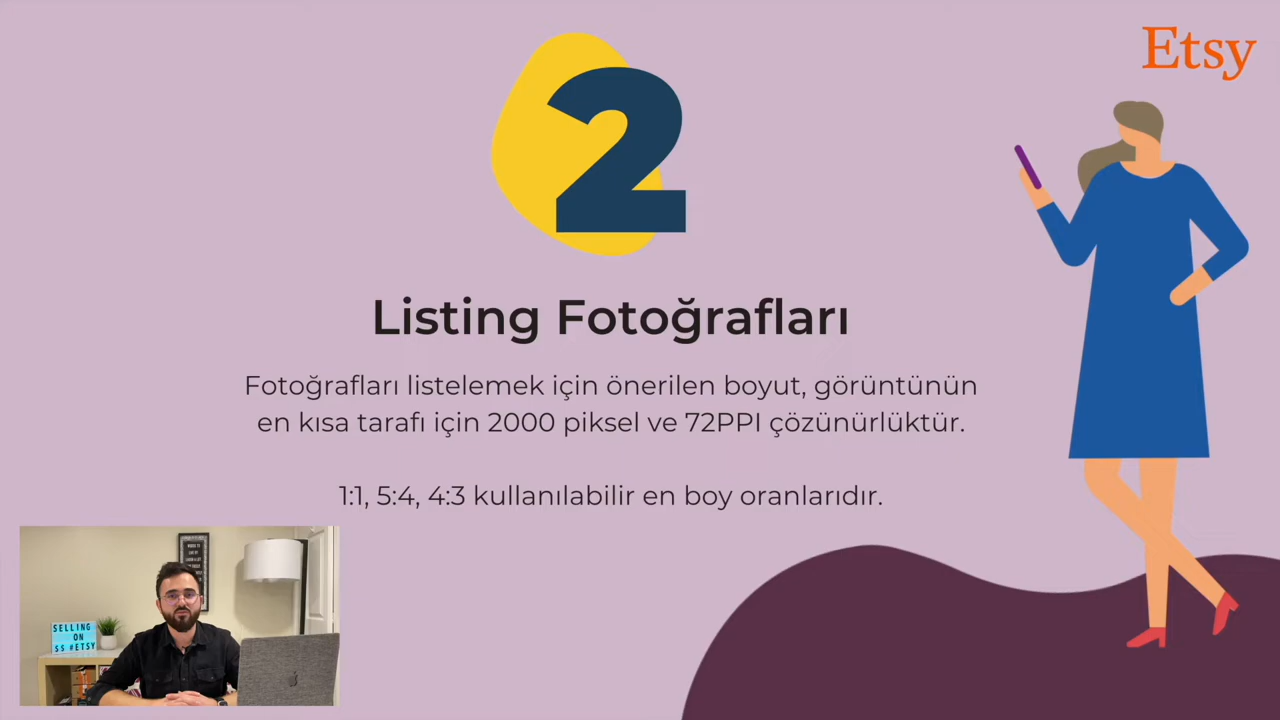 Etsy
2
Listing Fotoğrafları
Fotoğrafları listelemek için önerilen boyut, görüntünün
en kısa tarafı için 2000 piksel ve 72PPI çözünürlüktür.
1:1, 5:4, 4:3 kullanılabilir en boy oranlarıdır.
SELLING
ON
$$ #ETSY